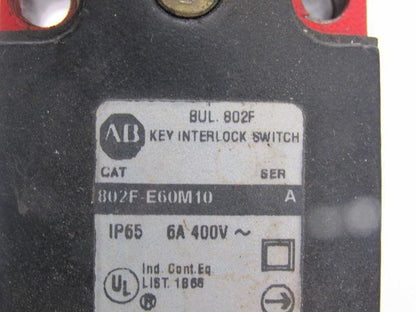 BUL. 802F
AB KEY INTERLOCK SWITCH
CAT SER
802F-E60M10 A
IP65 6A 400V ~
Ind. Cont. Eq.
UL LIST. 1B66
®